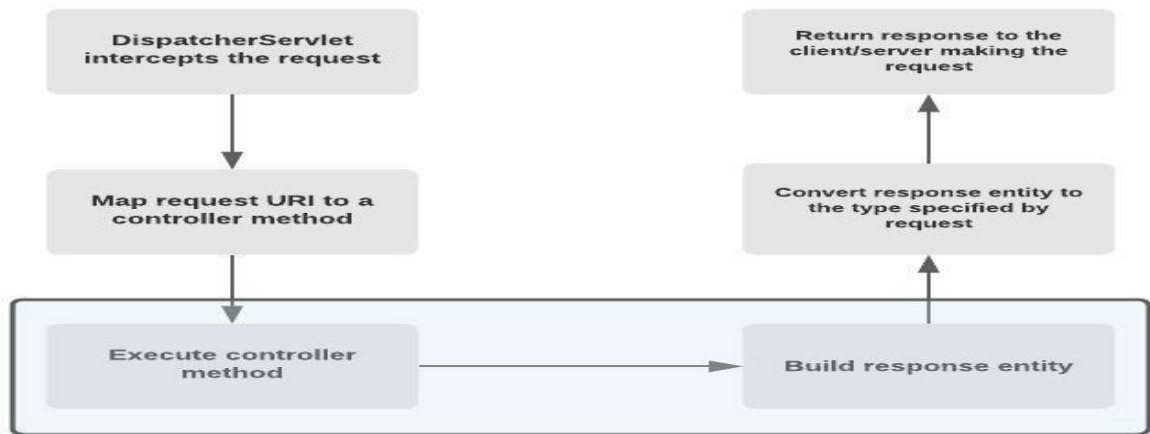 DispatcherServlet
intercepts the request
Map request URI to a
controller method
Execute controller
method
Build response entity
Convert response entity to
the type specified by
request
Return response to the
client/server making the
request